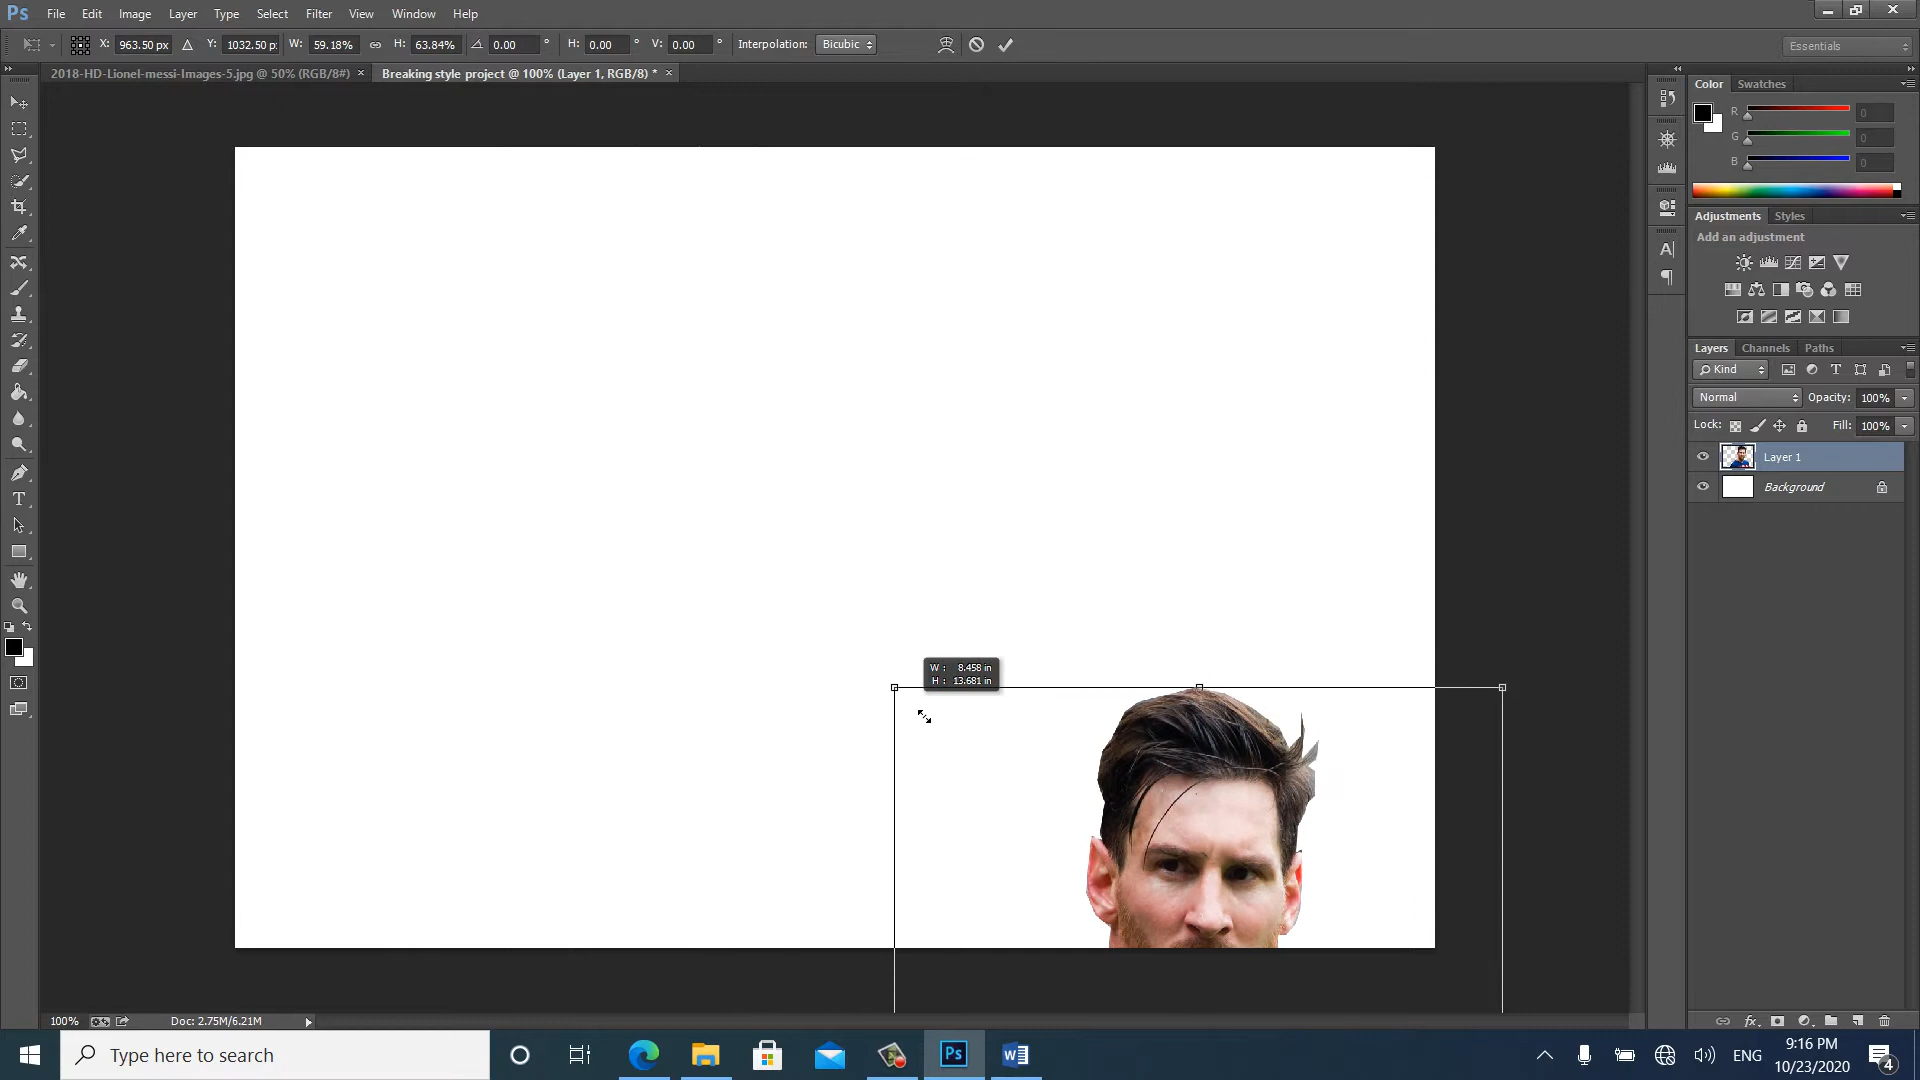 Ps File Edit Image Layer Type Select Filter 3D View Window Help
X: 963.50 px Y: 1032.50 p: W: 59.18% H: 63.84% 0.00 ° H: 0.00 ° V: 0.00 ° Interpolation: Bicubic Essentials
2018-HD-Lionel-messi-Images-5.jpg @ 50% (RGB/8#) × Breaking style project @ 100% (Layer 1, RGB/8) * ×
Color Swatches
R 0
G 0
B 0
Adjustments Styles
Add an adjustment
Layers Channels Paths
Kind
Normal Opacity: 100%
Lock: Fill: 100%
Layer 1
Background
W : 8.458 in
H : 13.681 in
100% Doc: 2.75M/6.21M
Type here to search
ENG
9:16 PM
10/23/2020
4